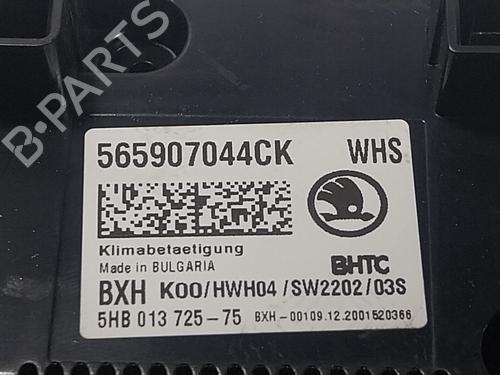 B-PARTS
565907044CK WHS
Klimabetaetigung
Made in BULGARIA
BHTC
BXH K00/HWH04/SW2202/03S
5HB 013 725-75 BXH-00109.12.2001520366